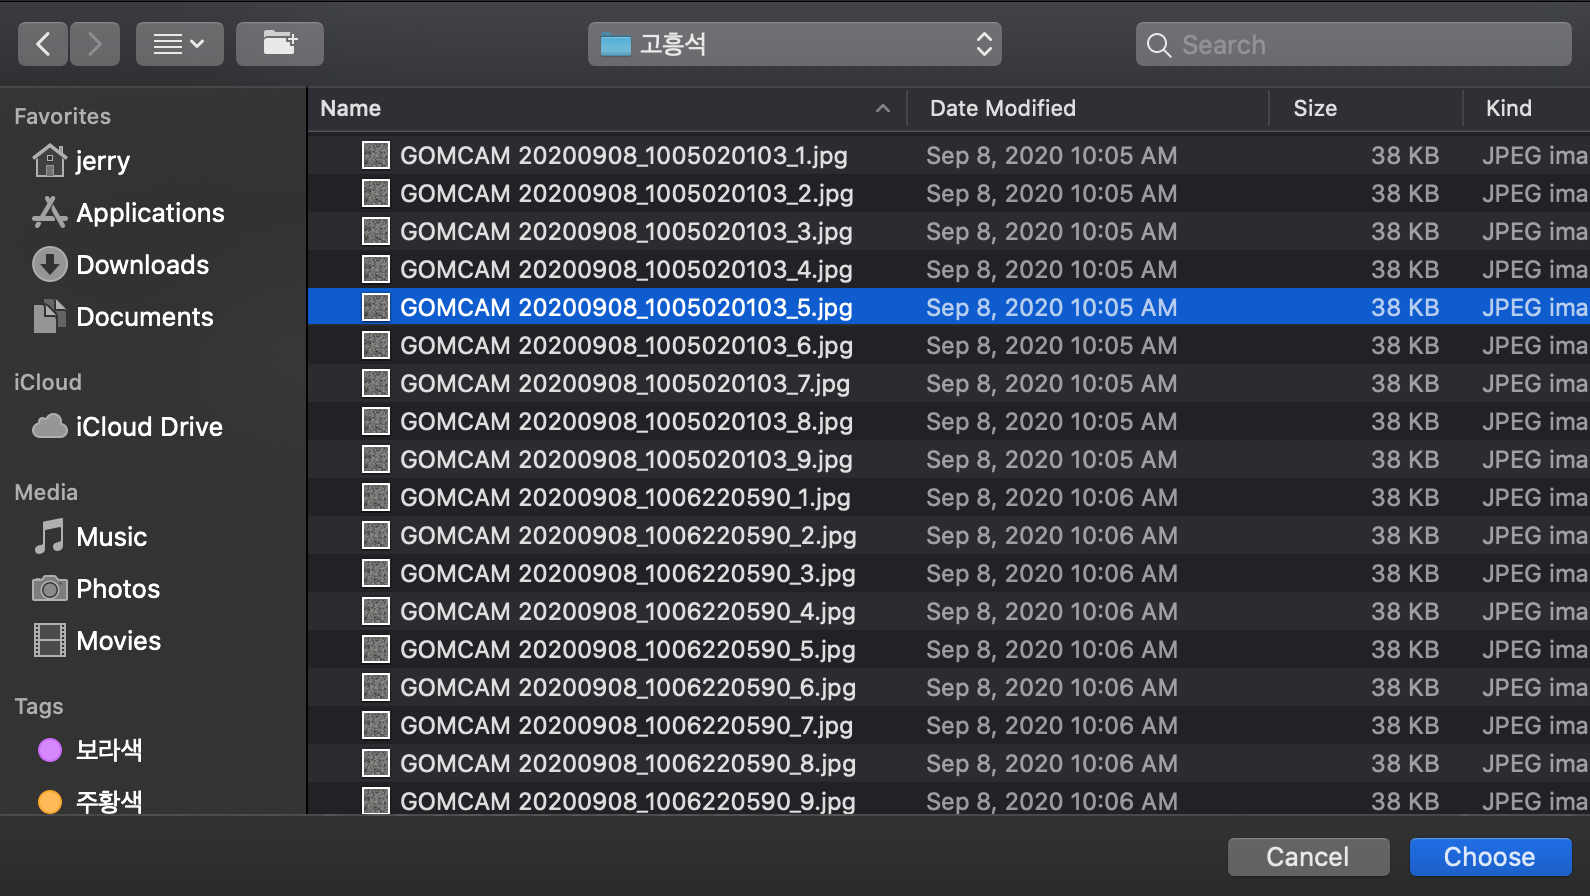 고흥석
Search
Favorites
jerry
Applications
Downloads
Documents
iCloud
iCloud Drive
Media
Music
Photos
Movies
Tags
보라색
주황색
Name Date Modified Size Kind
GOMCAM 20200908_1005020103_1.jpg Sep 8, 2020 10:05 AM 38 KB JPEG ima
GOMCAM 20200908_1005020103_2.jpg Sep 8, 2020 10:05 AM 38 KB JPEG ima
GOMCAM 20200908_1005020103_3.jpg Sep 8, 2020 10:05 AM 38 KB JPEG ima
GOMCAM 20200908_1005020103_4.jpg Sep 8, 2020 10:05 AM 38 KB JPEG ima
GOMCAM 20200908_1005020103_5.jpg Sep 8, 2020 10:05 AM 38 KB JPEG ima
GOMCAM 20200908_1005020103_6.jpg Sep 8, 2020 10:05 AM 38 KB JPEG ima
GOMCAM 20200908_1005020103_7.jpg Sep 8, 2020 10:05 AM 38 KB JPEG ima
GOMCAM 20200908_1005020103_8.jpg Sep 8, 2020 10:05 AM 38 KB JPEG ima
GOMCAM 20200908_1005020103_9.jpg Sep 8, 2020 10:05 AM 38 KB JPEG ima
GOMCAM 20200908_1006220590_1.jpg Sep 8, 2020 10:06 AM 38 KB JPEG ima
GOMCAM 20200908_1006220590_2.jpg Sep 8, 2020 10:06 AM 38 KB JPEG ima
GOMCAM 20200908_1006220590_3.jpg Sep 8, 2020 10:06 AM 38 KB JPEG ima
GOMCAM 20200908_1006220590_4.jpg Sep 8, 2020 10:06 AM 38 KB JPEG ima
GOMCAM 20200908_1006220590_5.jpg Sep 8, 2020 10:06 AM 38 KB JPEG ima
GOMCAM 20200908_1006220590_6.jpg Sep 8, 2020 10:06 AM 38 KB JPEG ima
GOMCAM 20200908_1006220590_7.jpg Sep 8, 2020 10:06 AM 38 KB JPEG ima
GOMCAM 20200908_1006220590_8.jpg Sep 8, 2020 10:06 AM 38 KB JPEG ima
GOMCAM 20200908_1006220590_9.jpg Sep 8, 2020 10:06 AM 38 KB JPEG ima
Cancel Choose